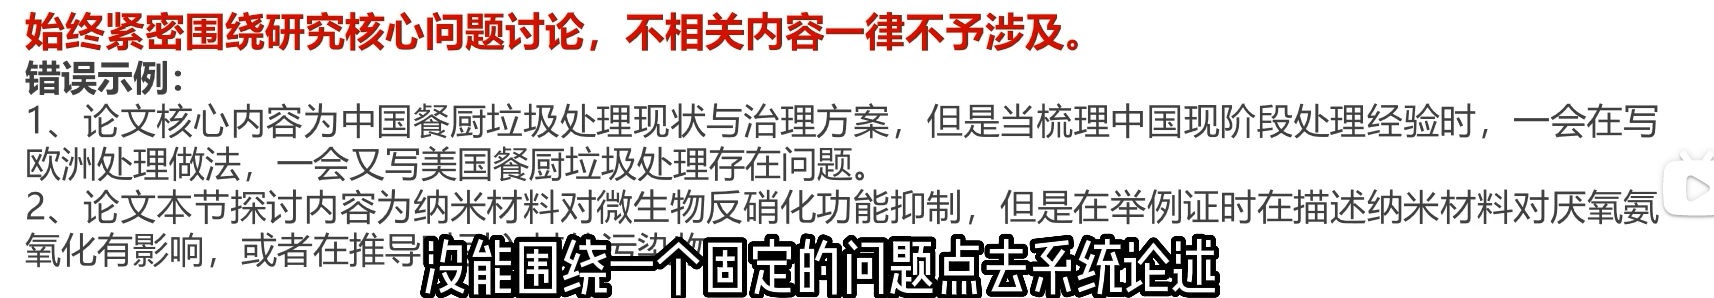 始终紧密围绕研究核心问题讨论，不相关内容一律不予涉及。
错误示例：
1、论文核心内容为中国餐厨垃圾处理现状与治理方案，但是当梳理中国现阶段处理经验时，一会在写
欧洲处理做法，一会又写美国餐厨垃圾处理存在问题。
2、论文本节探讨内容为纳米材料对微生物反硝化功能抑制，但是在举例证时在描述纳米材料对厌氧氨
氧化有影响，或者在推导
没能围绕一个固定的问题点去系统论述